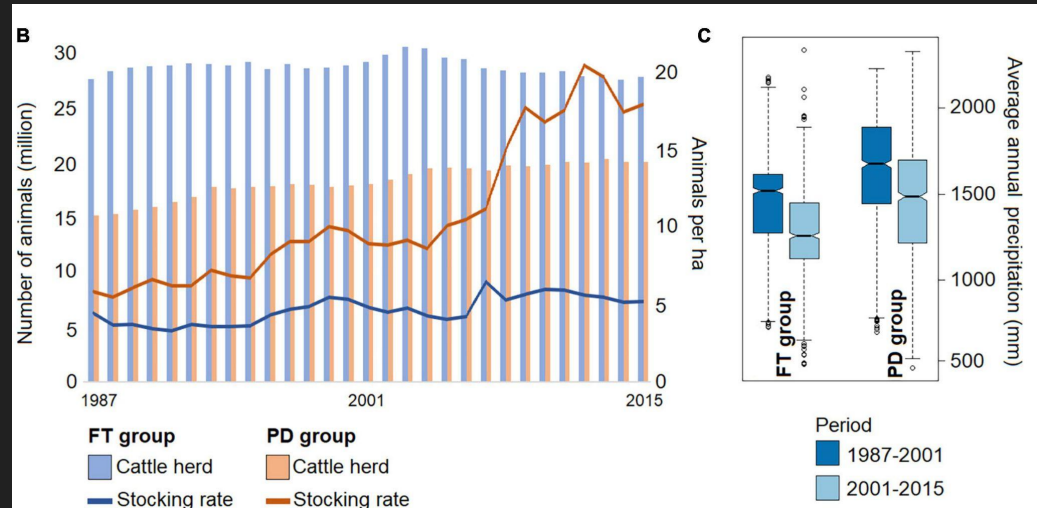 B
Number of animals (million)
30
25
20
15
10
5
0
20
15
10
5
0
Animals per ha
1987
2001
2015
FT group
PD group
Cattle herd
Cattle herd
Stocking rate
Stocking rate
C
FT group
PD group
2000
1500
1000
500
Average annual precipitation (mm)
Period
1987-2001
2001-2015